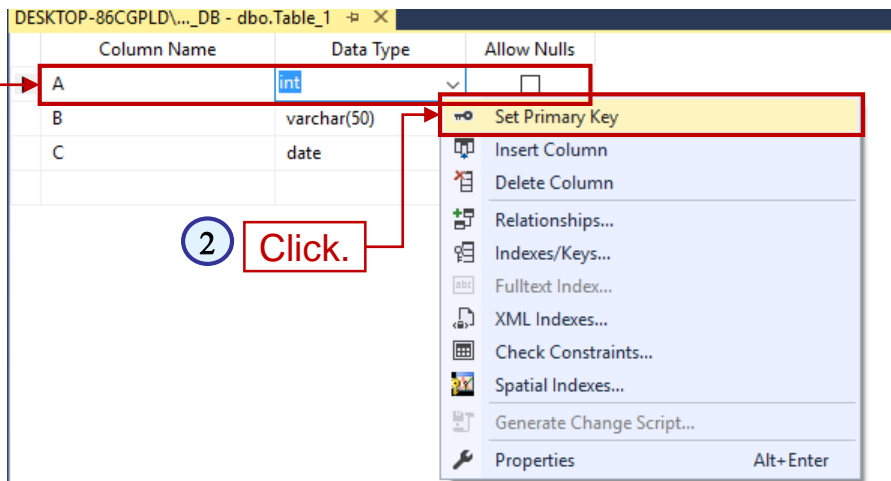 DESKTOP-86CGPLD\..._DB - dbo.Table_1
Column Name Data Type Allow Nulls
A int
B varchar(50)
C date
Set Primary Key
Insert Column
Delete Column
Relationships...
Indexes/Keys...
abc Fulltext Index...
XML Indexes...
Check Constraints...
Spatial Indexes...
Generate Change Script...
Properties Alt+Enter
2 Click.